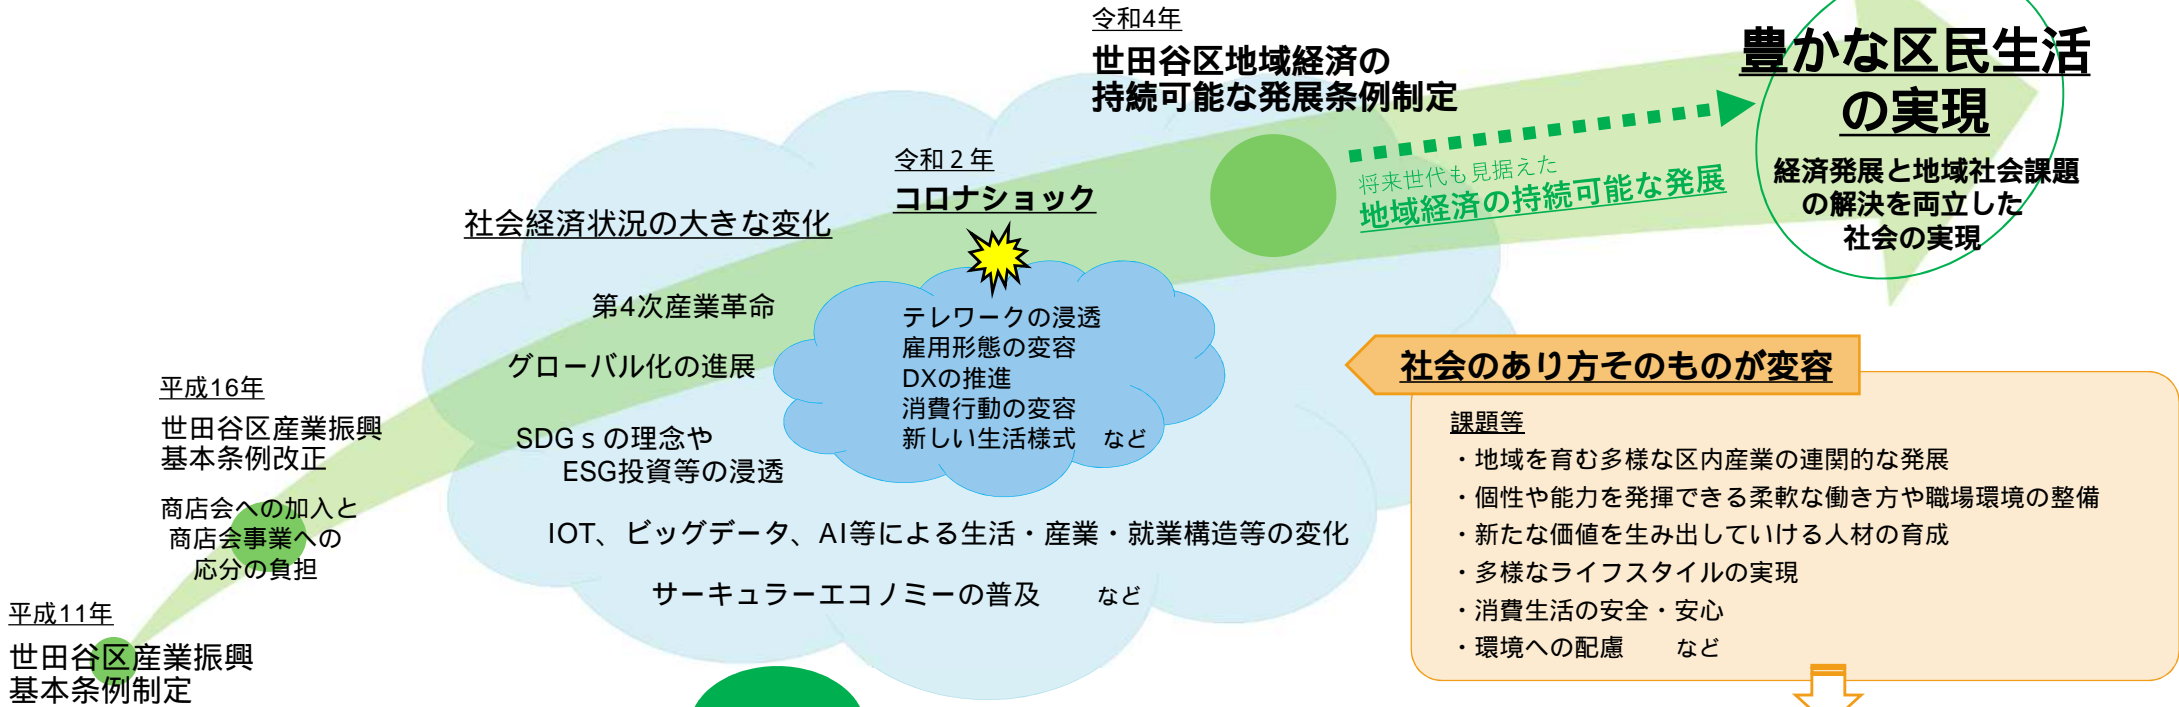 令和4年
世田谷区地域経済の
持続可能な発展条例制定
豊かな区民生活
の実現
経済発展と地域社会課題
の解決を両立した
社会の実現
将来世代も見据えた
地域経済の持続可能な発展
令和２年
コロナショック
社会経済状況の大きな変化
第4次産業革命
グローバル化の進展
SDGｓの理念や
ESG投資等の浸透
IOT、ビッグデータ、AI等による生活・産業・就業構造等の変化
サーキュラーエコノミーの普及　　など
テレワークの浸透
雇用形態の変容
DXの推進
消費行動の変容
新しい生活様式　など
平成16年
世田谷区産業振興
基本条例改正
商店会への加入と
商店会事業への
応分の負担
平成11年
世田谷区産業振興
基本条例制定
社会のあり方そのものが変容
課題等
・地域を育む多様な区内産業の連関的な発展
・個性や能力を発揮できる柔軟な働き方や職場環境の整備
・新たな価値を生み出していける人材の育成
・多様なライフスタイルの実現
・消費生活の安全・安心
・環境への配慮　　など